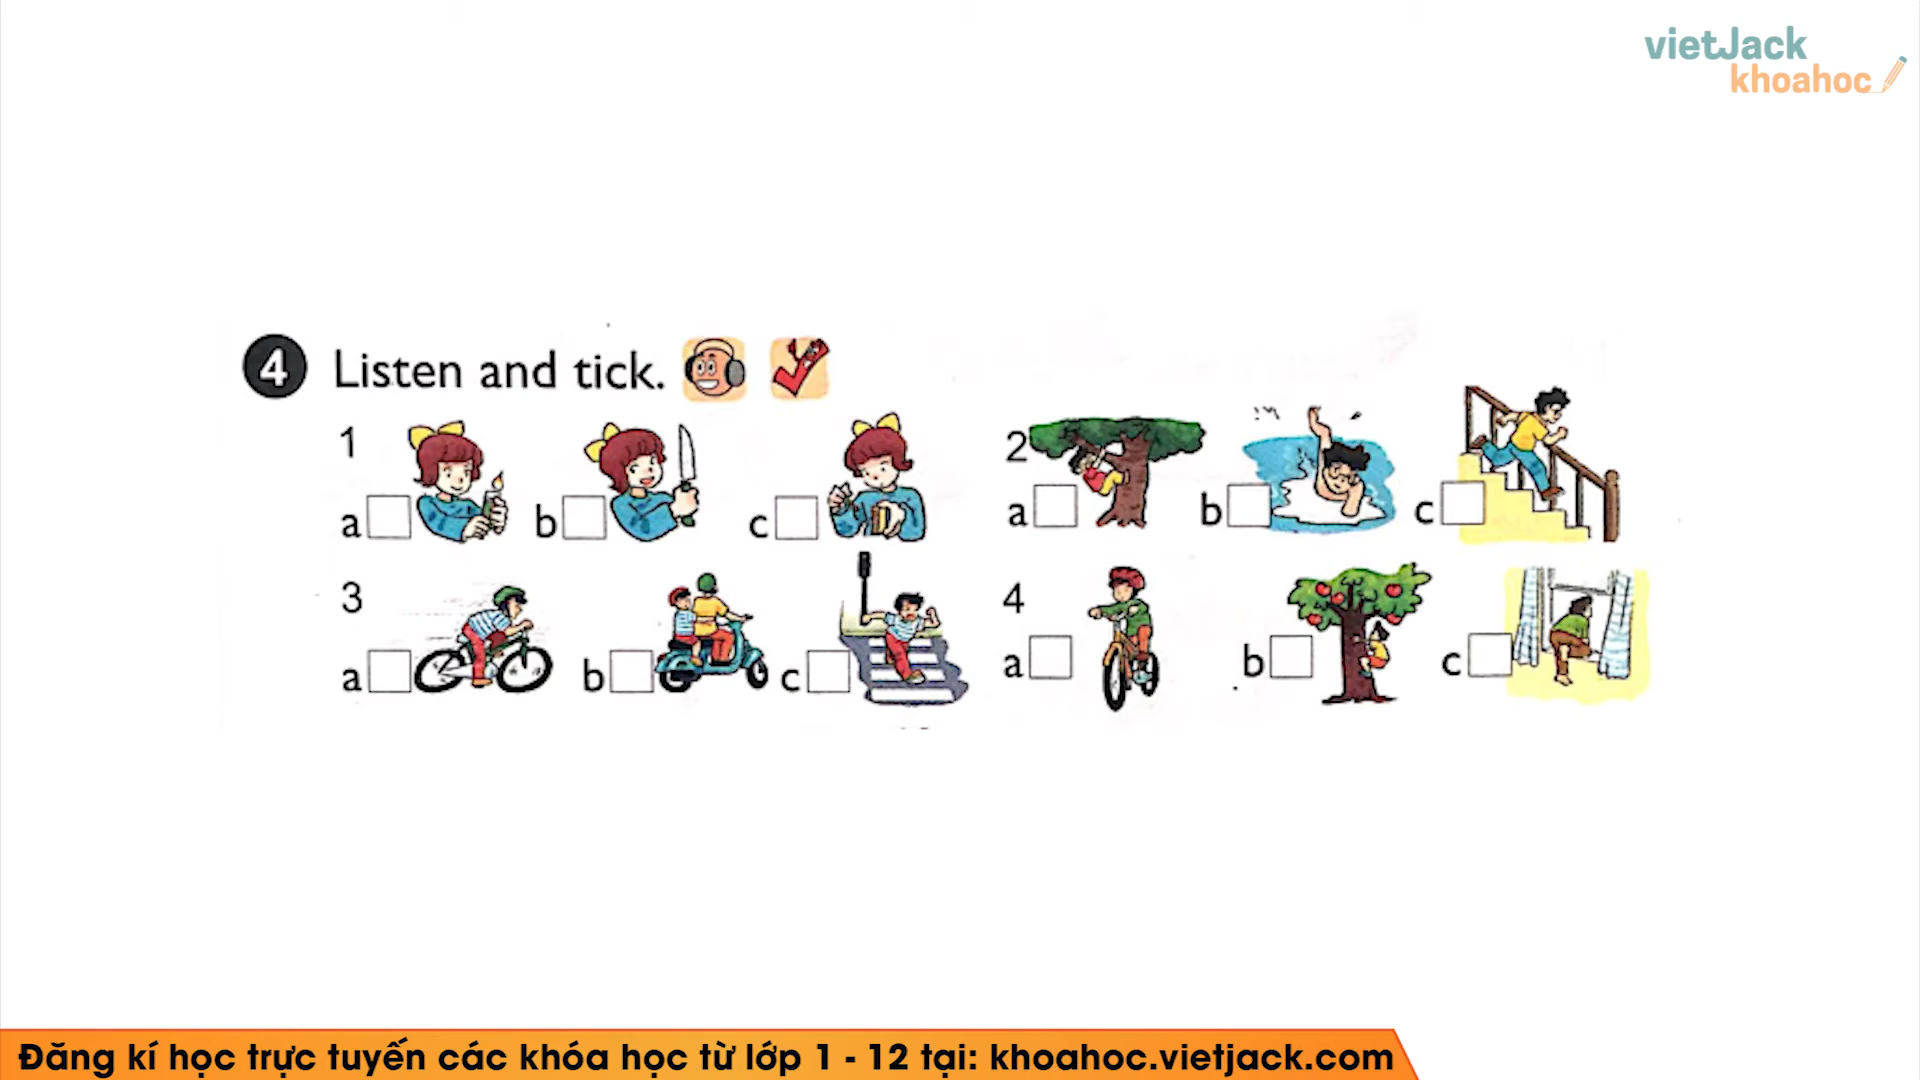 vietJack
khoahoc
4 Listen and tick.
1
a
b
c
2
a
b
c
3
a
b
c
4
a
b
c
Đăng kí học trực tuyến các khóa học từ lớp 1 - 12 tại: khoahoc.vietjack.com